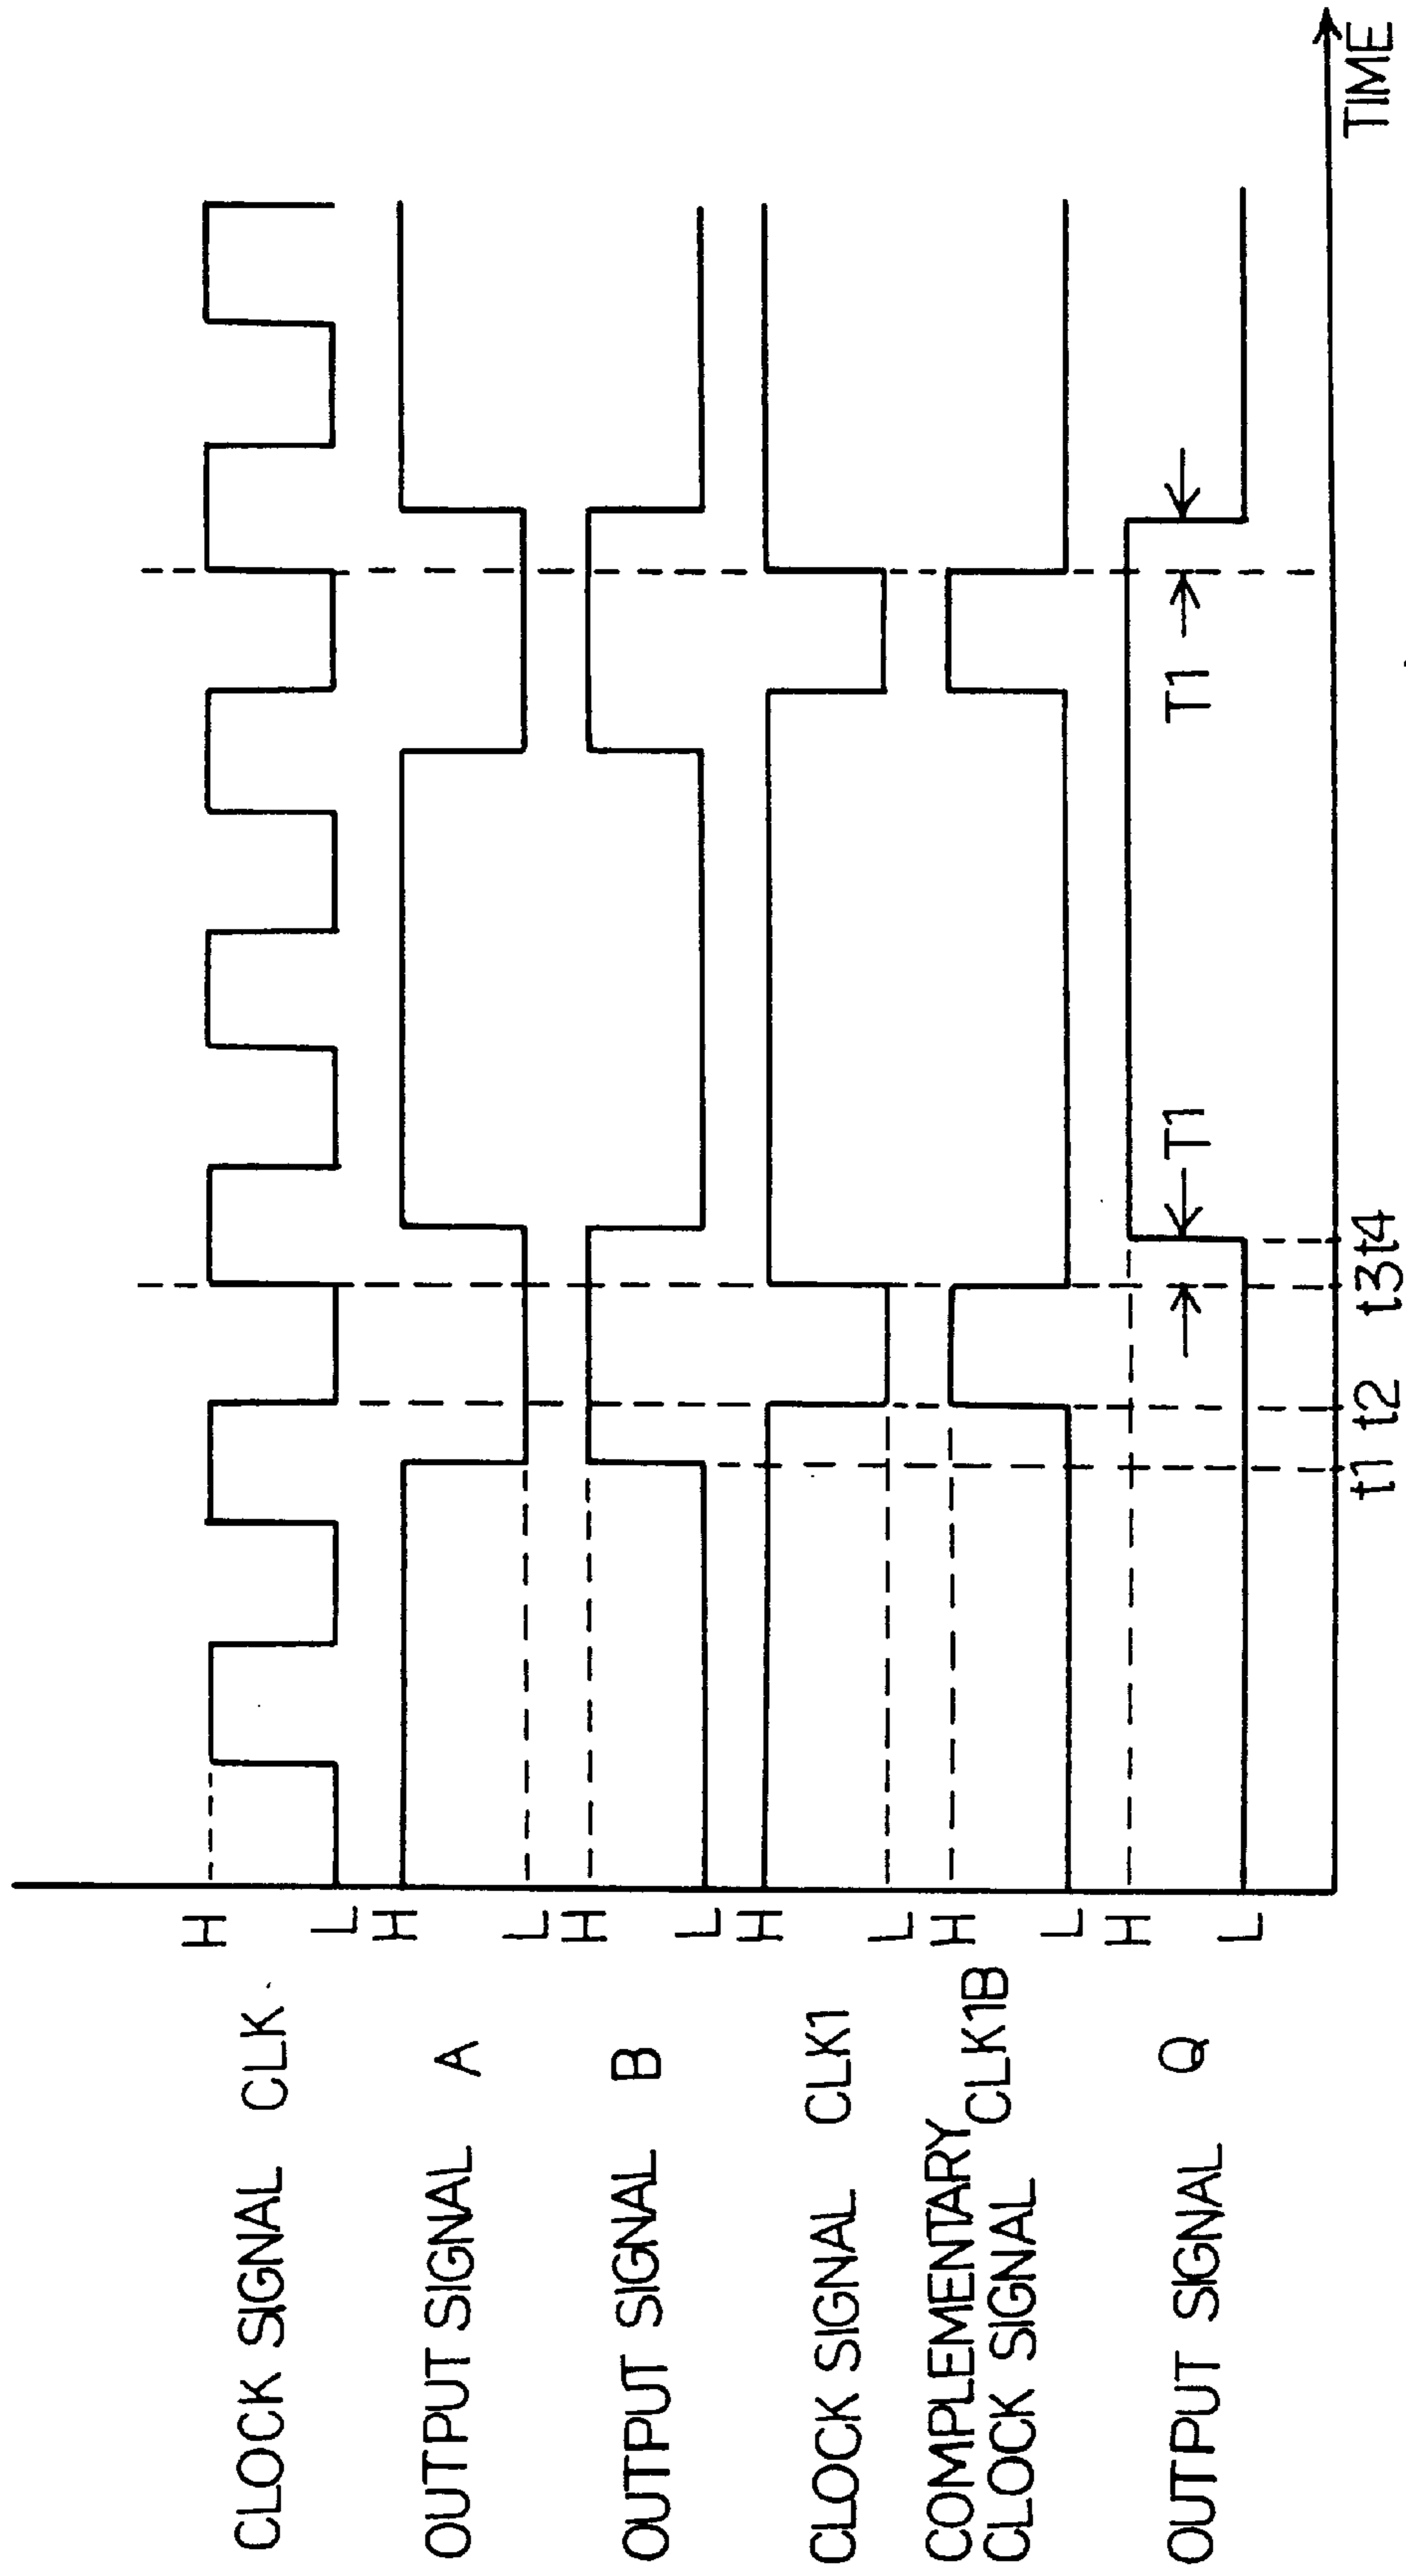 CLOCK SIGNAL CLK
H
L
OUTPUT SIGNAL A
H
L
OUTPUT SIGNAL B
H
L
CLOCK SIGNAL CLK1
H
L
COMPLEMENTARY
CLOCK SIGNAL CLK1B
H
L
OUTPUT SIGNAL Q
H
L
T1
T1
t1 t2 t3 t4
TIME